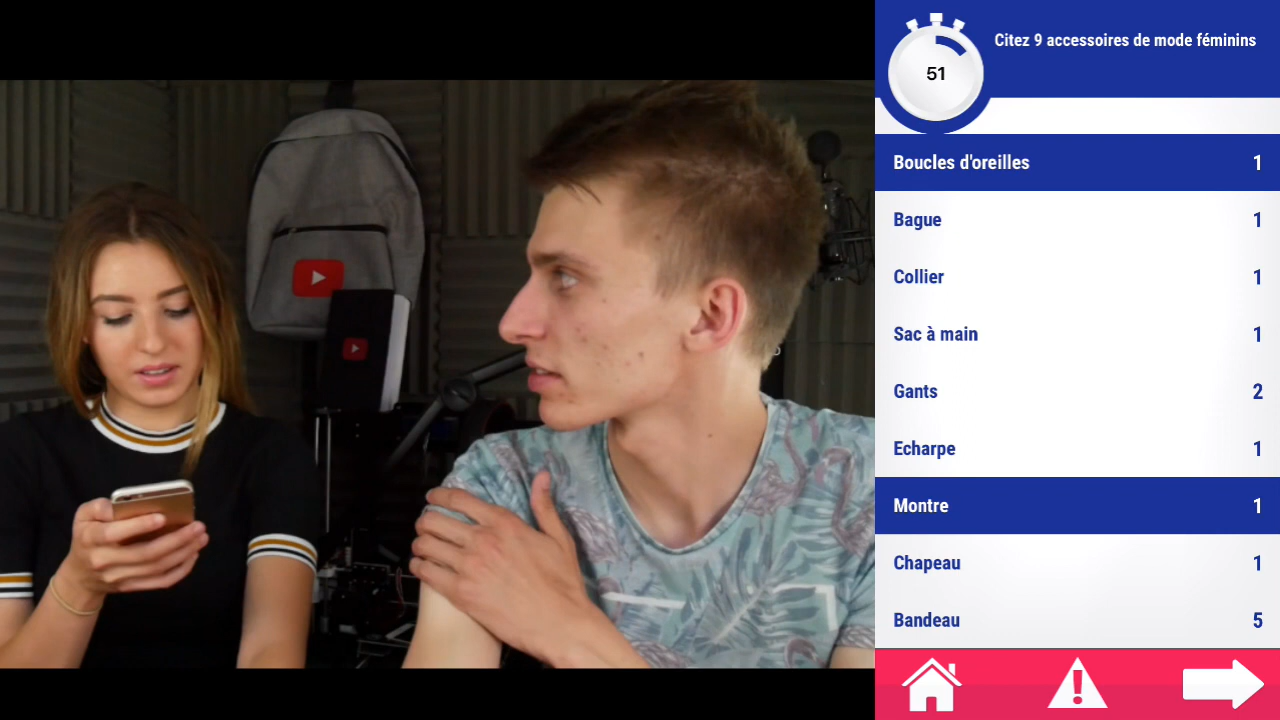 Citez 9 accessoires de mode féminins
51
Boucles d'oreilles 1
Bague 1
Collier 1
Sac à main 1
Gants 2
Echarpe 1
Montre 1
Chapeau 1
Bandeau 5